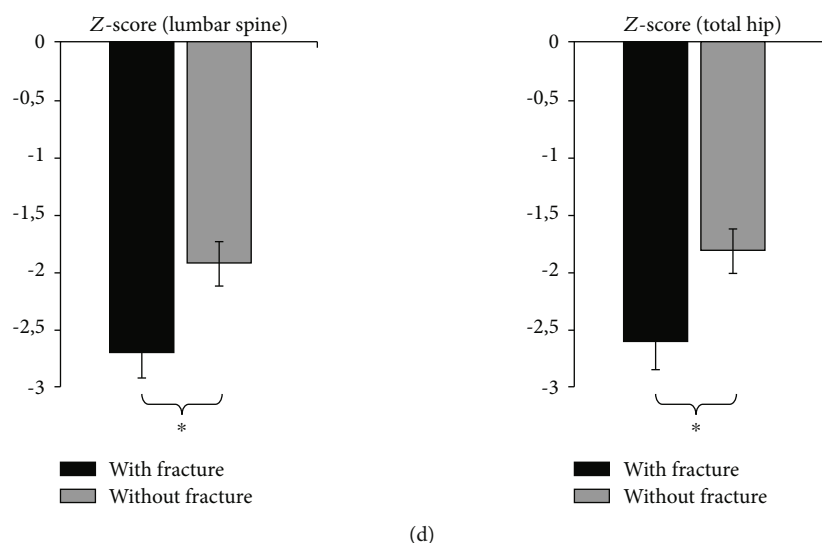 Z-score (lumbar spine)
0
-0,5
-1
-1,5
-2
-2,5
-3
*
With fracture
Without fracture
Z-score (total hip)
0
-0,5
-1
-1,5
-2
-2,5
-3
*
With fracture
Without fracture
(d)